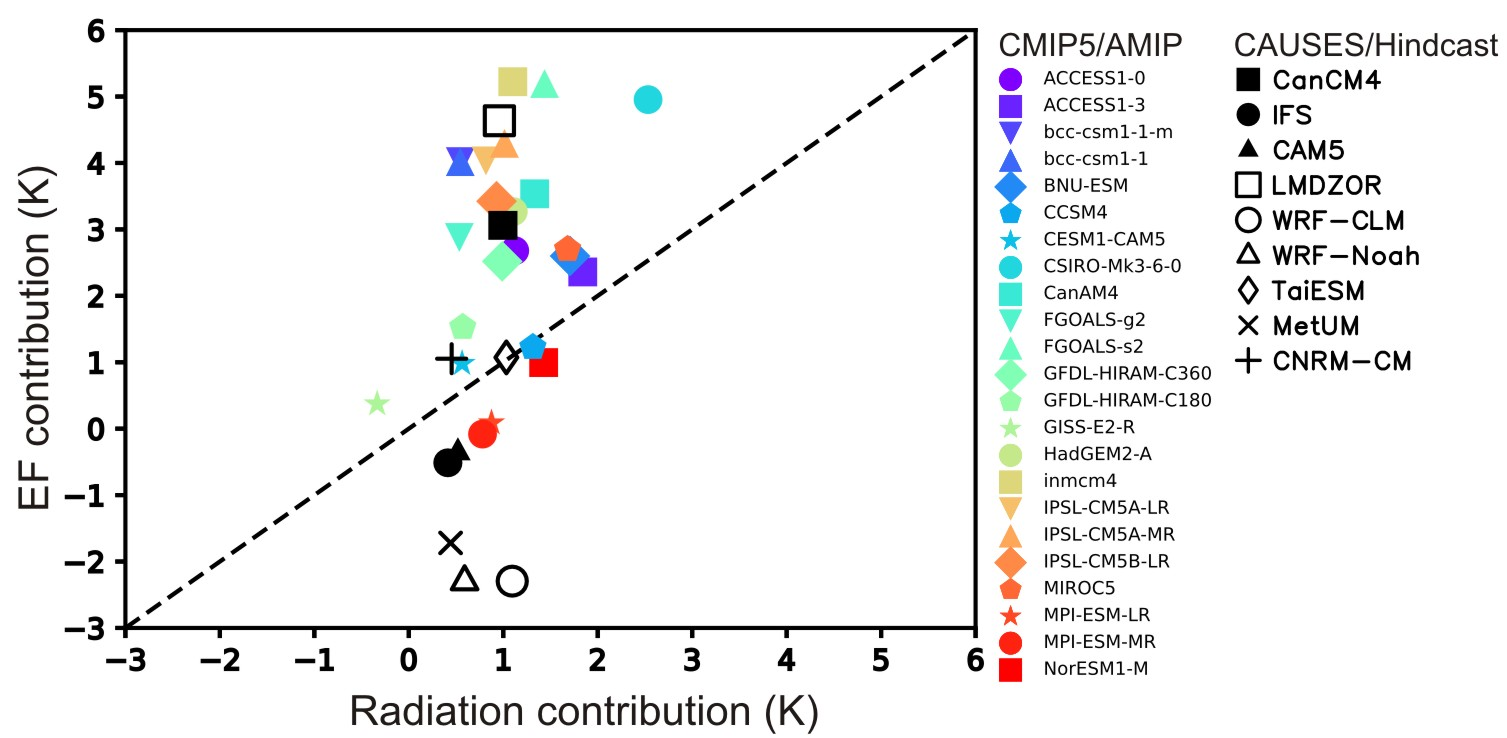 6
5
4
3
2
1
0
−1
−2
−3
EF contribution (K)
−3 −2 −1 0 1 2 3 4 5 6
Radiation contribution (K)
CMIP5/AMIP
ACCESS1-0
ACCESS1-3
bcc-csm1-1-m
bcc-csm1-1
BNU-ESM
CCSM4
CESM1-CAM5
CSIRO-Mk3-6-0
CanAM4
FGOALS-g2
FGOALS-s2
GFDL-HIRAM-C360
GFDL-HIRAM-C180
GISS-E2-R
HadGEM2-A
inmcm4
IPSL-CM5A-LR
IPSL-CM5A-MR
IPSL-CM5B-LR
MIROC5
MPI-ESM-LR
MPI-ESM-MR
NorESM1-M
CAUSES/Hindcast
CanCM4
IFS
CAM5
LMDZOR
WRF−CLM
WRF−Noah
TaiESM
MetUM
CNRM−CM